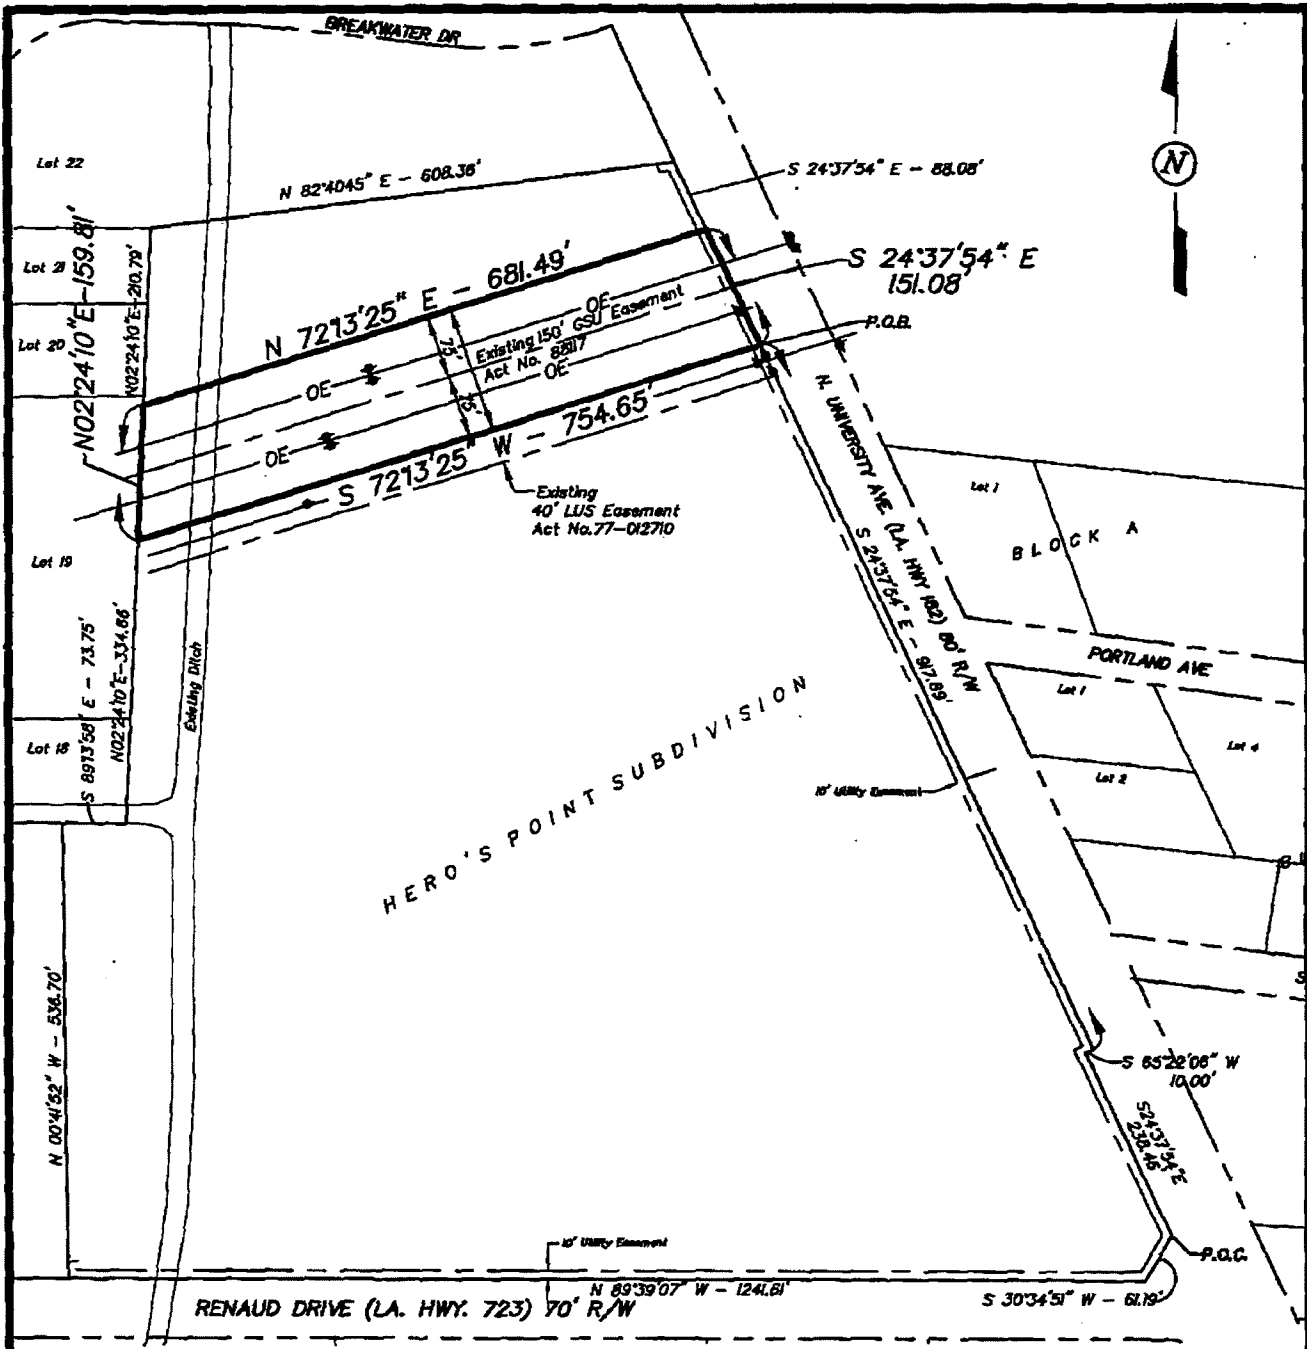 BREAKWATER DR
N
Lot 22
N 82°40'45" E - 608.36'
S 24°37'54" E - 88.08'
N02°24'10"E-159.81'
N02°24'10"E-210.79'
Lot 21
Lot 20
N 72°13'25" E - 681.49'
S 24°37'54" E
151.08'
P.O.B.
OE
OE
Existing 150' GSU Easement
Act No. 88117
75'
75'
OE
OE
S 72°13'25" W - 754.65'
Existing
40' LUS Easement
Act No.77-012710
N. UNIVERSITY AVE. (LA. HWY 182) 80' R/W
S 24°37'54" E - 917.89'
Lot 1
BLOCK A
Lot 19
PORTLAND AVE
Lot 1
Lot 4
Lot 2
S 89°13'58" E - 73.75'
N02°24'10"E-334.66'
Existing Ditch
Lot 18
HERO'S POINT SUBDIVISION
10' Utility Easement
N 00°41'52" W - 536.70'
S 65°22'06" W
10.00'
S24°37'54"E
238.46
P.O.C.
10' Utility Easement
N 89°39'07" W - 1241.61'
S 30°34'51" W - 61.19'
RENAUD DRIVE (LA. HWY. 723) 70' R/W